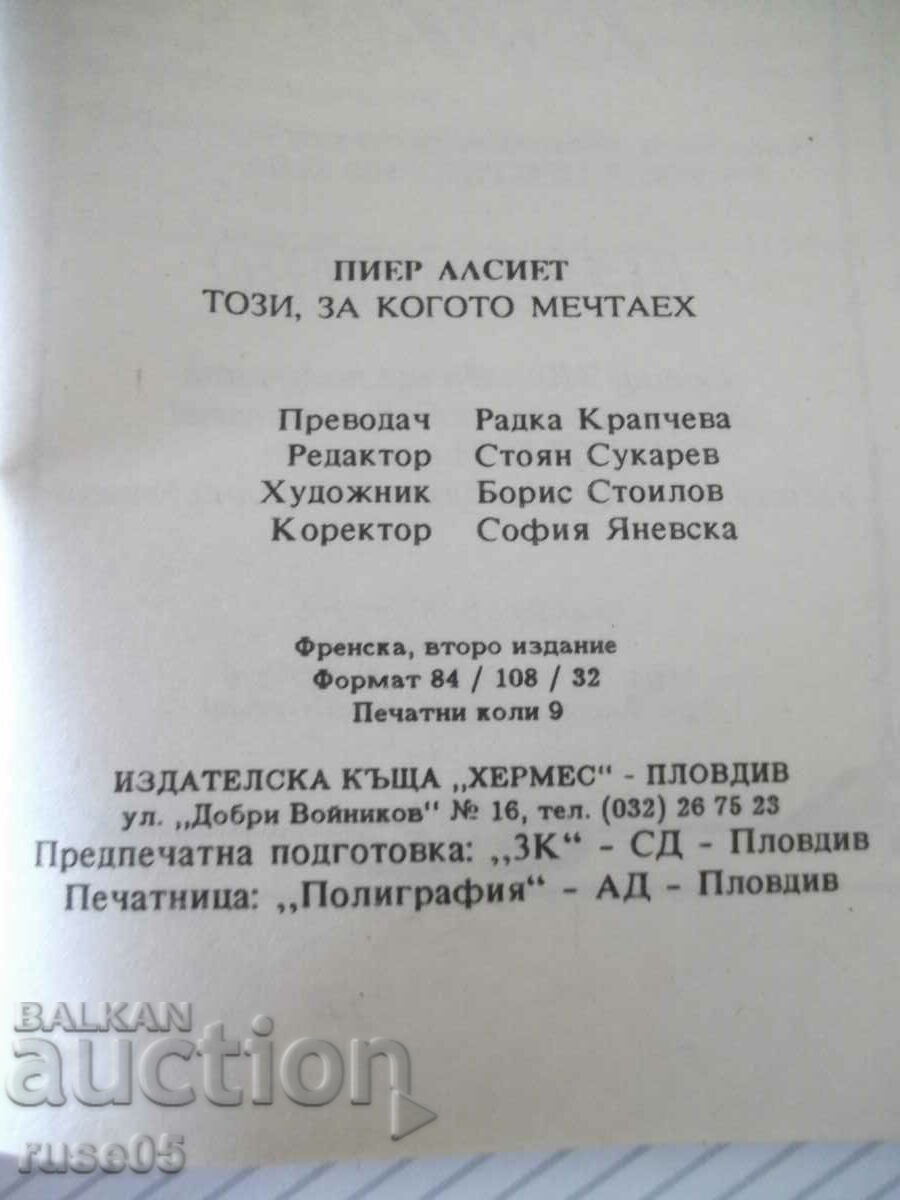 ПИЕР АЛСИЕТ
ТОЗИ, ЗА КОГОТО МЕЧТАЕХ
Преводач Радка Крапчева
Редактор Стоян Сукарев
Художник Борис Стоилов
Коректор София Яневска
Френска, второ издание
Формат 84 / 108 / 32
Печатни коли 9
ИЗДАТЕЛСКА КЪЩА „ХЕРМЕС" - ПЛОВДИВ
ул. „Добри Войников" № 16, тел. (032) 26 75 23
Предпечатна подготовка: „ЗК" - СД - Пловдив
Печатница: „Полиграфия" - АД - Пловдив
BALKAN
auction
ruse05